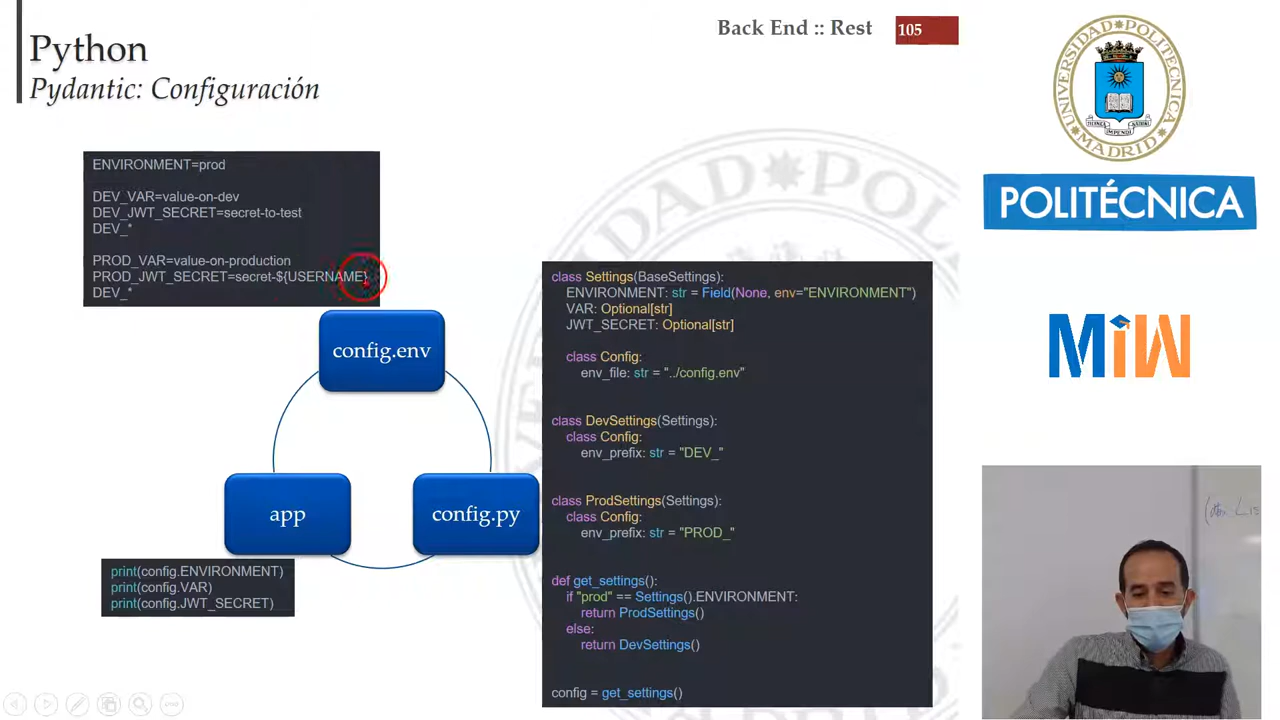 Python
Pydantic: Configuración
Back End :: Rest
105
ENVIRONMENT=prod
DEV_VAR=value-on-dev
DEV_JWT_SECRET=secret-to-test
DEV_*
PROD_VAR=value-on-production
PROD_JWT_SECRET=secret-${USERNAME}
DEV_*
config.env
app
config.py
print(config.ENVIRONMENT)
print(config.VAR)
print(config.JWT_SECRET)
class Settings(BaseSettings):
ENVIRONMENT: str = Field(None, env="ENVIRONMENT")
VAR: Optional[str]
JWT_SECRET: Optional[str]
class Config:
env_file: str = "../config.env"
class DevSettings(Settings):
class Config:
env_prefix: str = "DEV_"
class ProdSettings(Settings):
class Config:
env_prefix: str = "PROD_"
def get_settings():
if "prod" == Settings().ENVIRONMENT:
return ProdSettings()
else:
return DevSettings()
config = get_settings()
UNIVERSIDAD POLITÉCNICA
MADRID
POLITÉCNICA
MiW